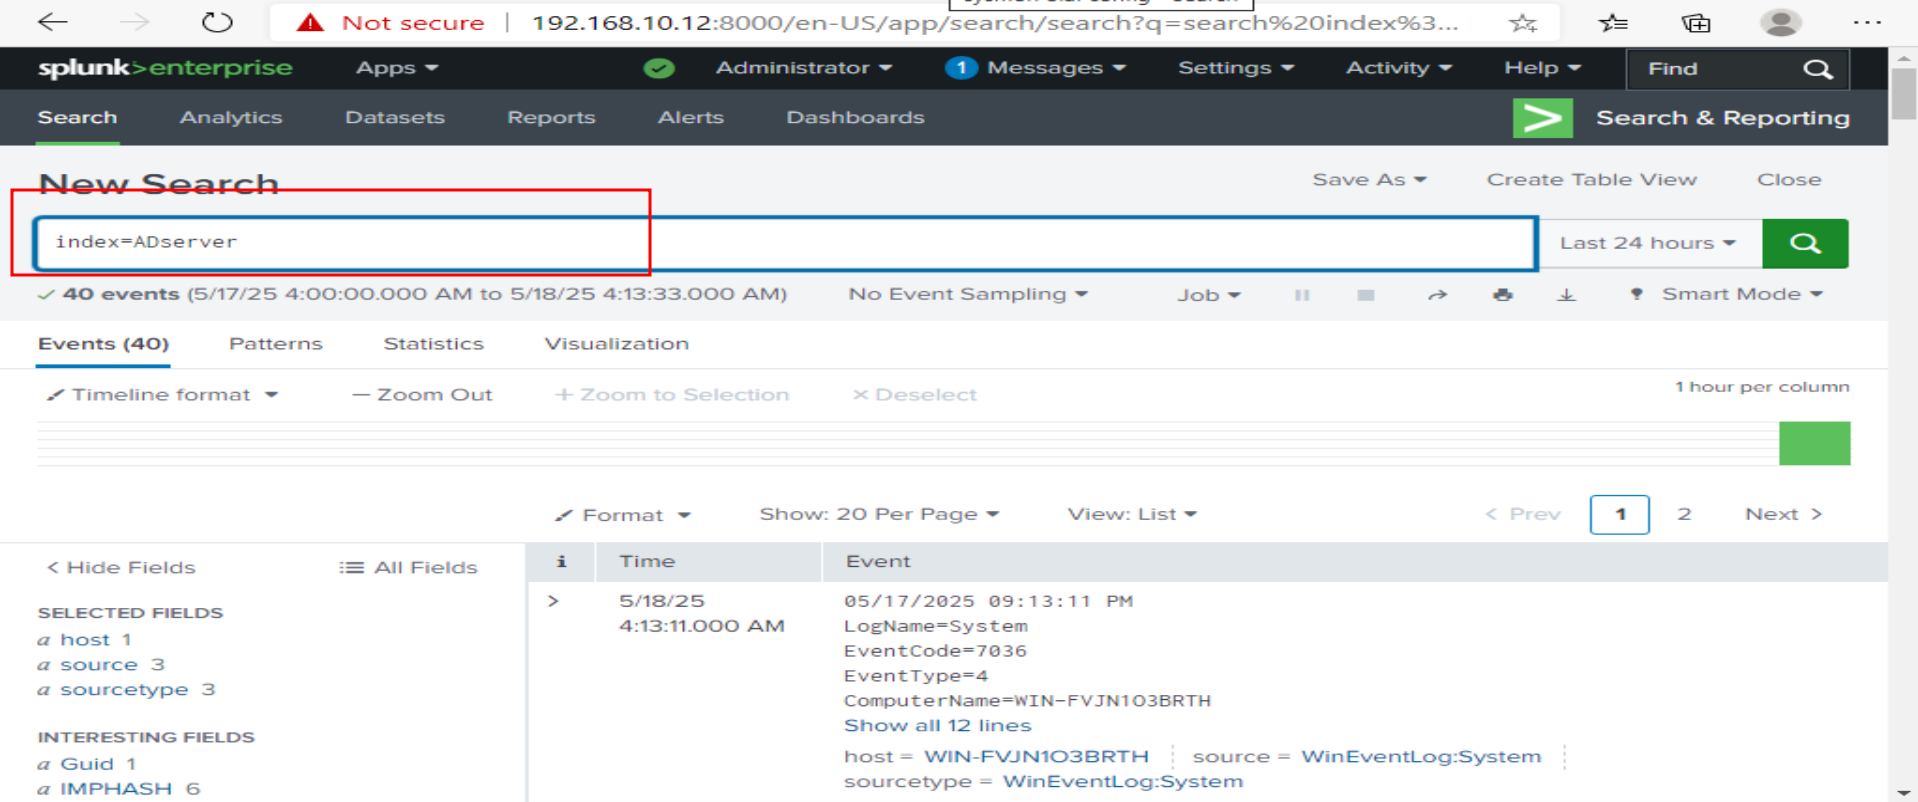 Not secure | 192.168.10.12:8000/en-US/app/search/search?q=search%20index%3...
splunk>enterprise Apps Administrator 1 Messages Settings Activity Help Find
Search Analytics Datasets Reports Alerts Dashboards > Search & Reporting
New Search Save As Create Table View Close
index=ADserver Last 24 hours
40 events (5/17/25 4:00:00.000 AM to 5/18/25 4:13:33.000 AM) No Event Sampling Job Smart Mode
Events (40) Patterns Statistics Visualization
Timeline format — Zoom Out + Zoom to Selection × Deselect 1 hour per column
Format Show: 20 Per Page View: List < Prev 1 2 Next >
< Hide Fields All Fields i Time Event
SELECTED FIELDS
a host 1
a source 3
a sourcetype 3
INTERESTING FIELDS
a Guid 1
a IMPHASH 6
> 5/18/25
4:13:11.000 AM
05/17/2025 09:13:11 PM
LogName=System
EventCode=7036
EventType=4
ComputerName=WIN-FVJN1O3BRTH
Show all 12 lines
host = WIN-FVJN1O3BRTH source = WinEventLog:System
sourcetype = WinEventLog:System